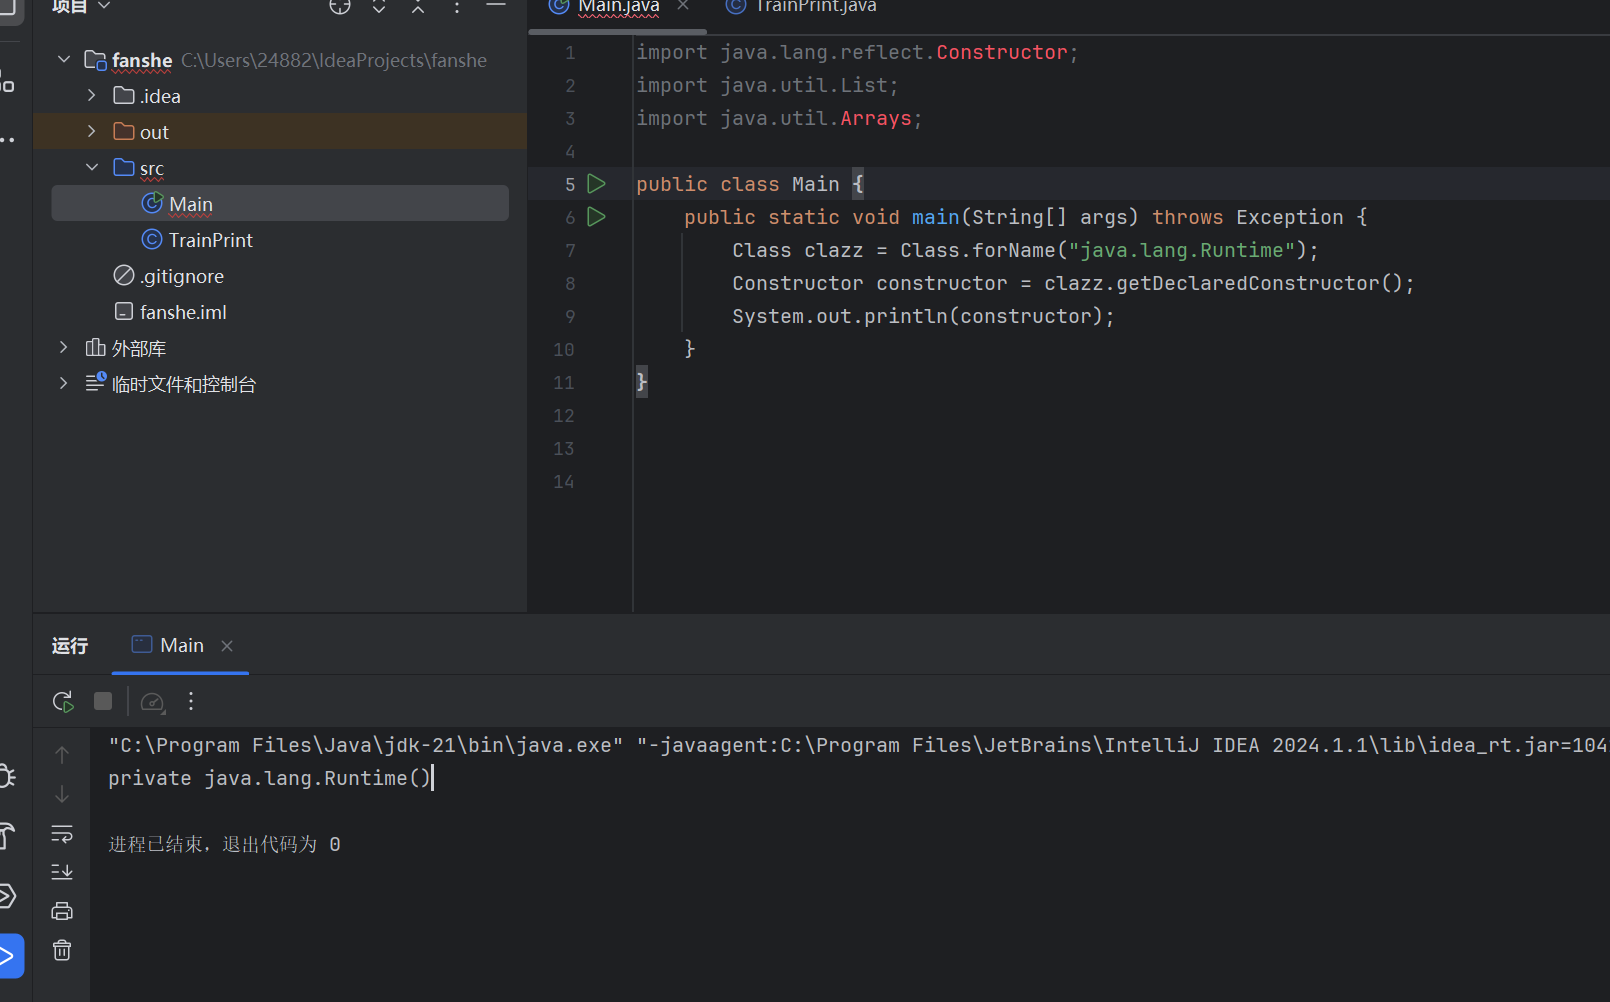 项目
Main.java
TrainPrint.java
fanshe C:\Users\24882\IdeaProjects\fanshe
.idea
out
src
Main
TrainPrint
.gitignore
fanshe.iml
外部库
临时文件和控制台
1 import java.lang.reflect.Constructor;
2 import java.util.List;
3 import java.util.Arrays;
4
5 public class Main {
6 public static void main(String[] args) throws Exception {
7 Class clazz = Class.forName("java.lang.Runtime");
8 Constructor constructor = clazz.getDeclaredConstructor();
9 System.out.println(constructor);
10 }
11 }
12
13
14
运行 Main
"C:\Program Files\Java\jdk-21\bin\java.exe" "-javaagent:C:\Program Files\JetBrains\IntelliJ IDEA 2024.1.1\lib\idea_rt.jar=104
private java.lang.Runtime()
进程已结束，退出代码为 0